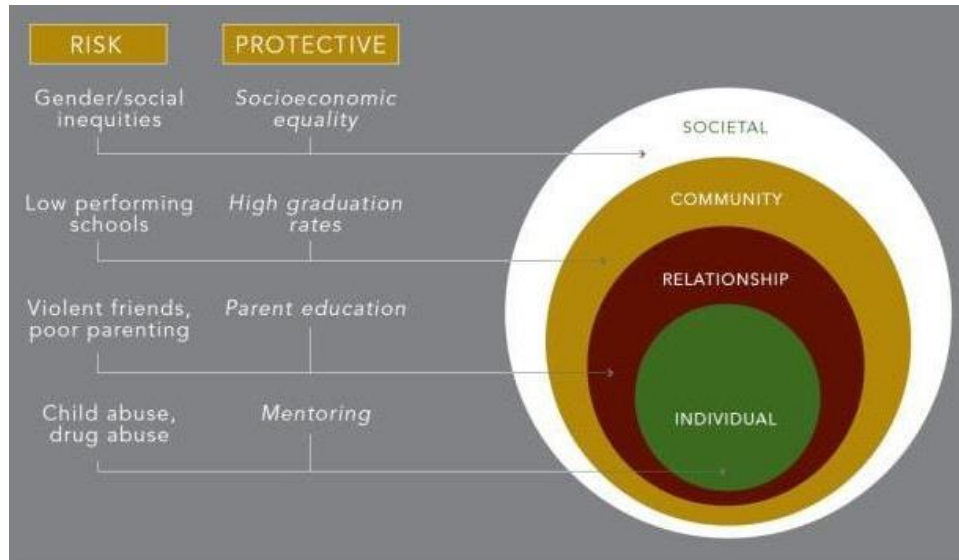 RISK
PROTECTIVE
Gender/social
inequities
Socioeconomic
equality
Low performing
schools
High graduation
rates
Violent friends,
poor parenting
Parent education
Child abuse,
drug abuse
Mentoring
SOCIETAL
COMMUNITY
RELATIONSHIP
INDIVIDUAL